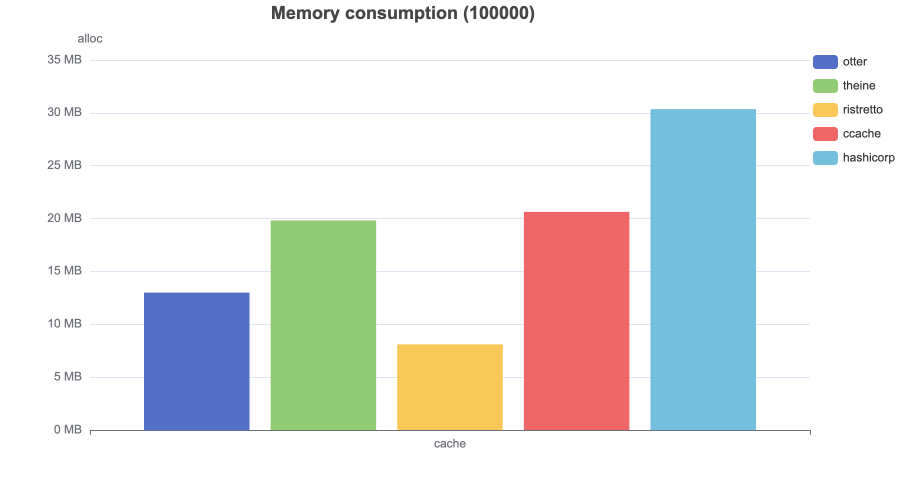 Memory consumption (100000)
alloc
35 MB
30 MB
25 MB
20 MB
15 MB
10 MB
5 MB
0 MB
cache
otter
theine
ristretto
ccache
hashicorp